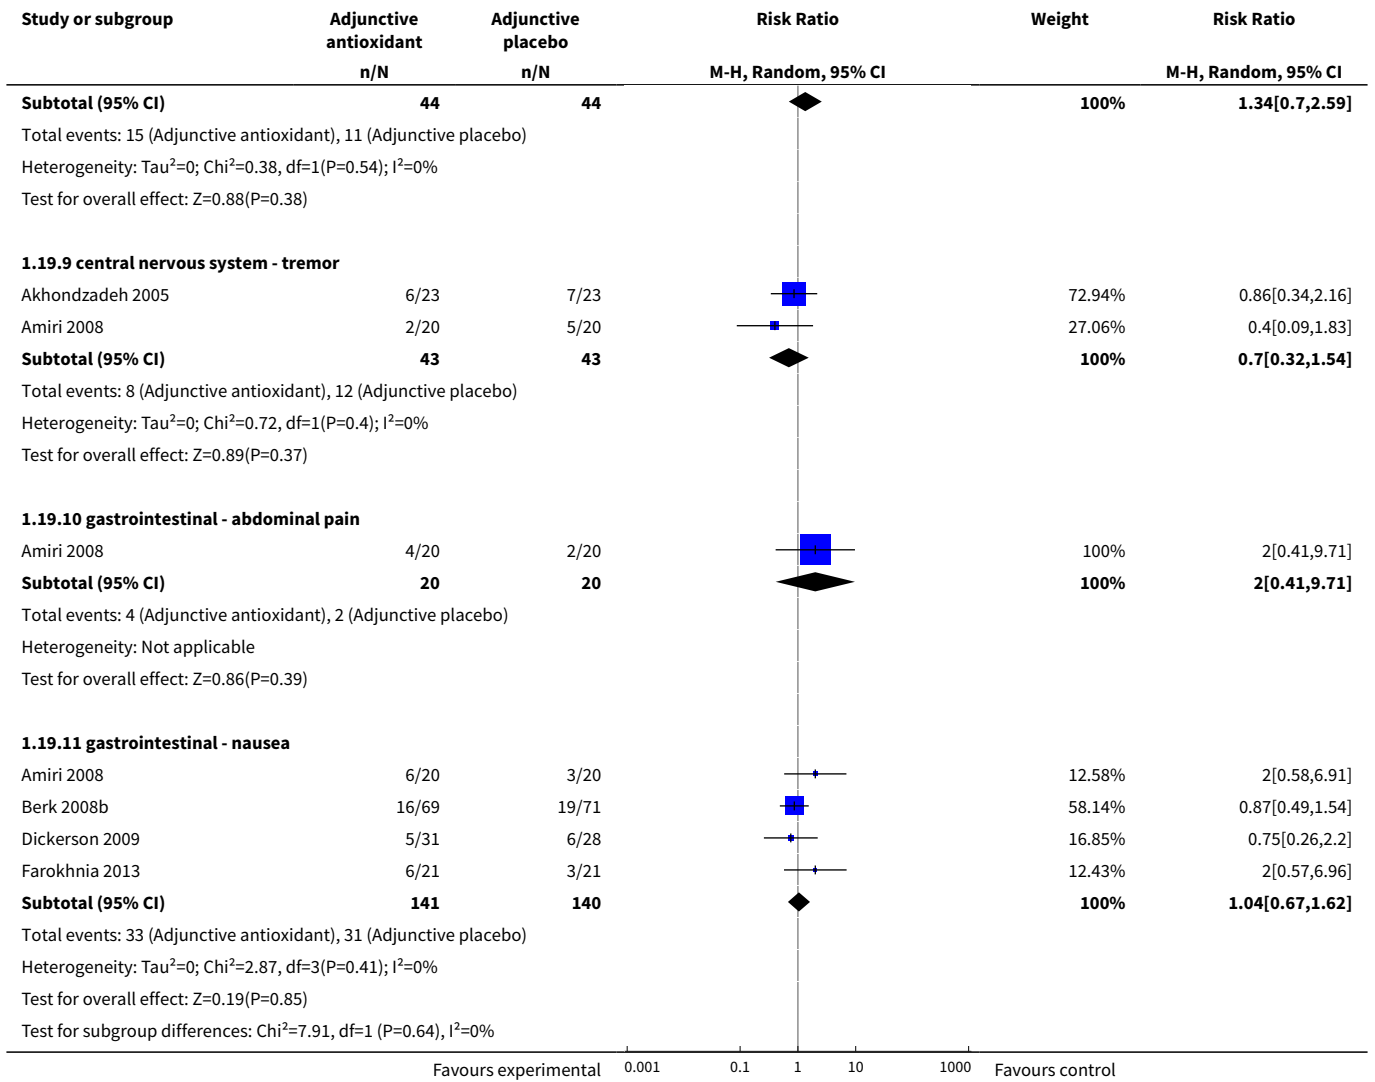 Study or subgroup Adjunctive antioxidant Adjunctive placebo Risk Ratio Weight Risk Ratio
n/N n/N M-H, Random, 95% CI M-H, Random, 95% CI
Subtotal (95% CI) 44 44 100% 1.34[0.7,2.59]
Total events: 15 (Adjunctive antioxidant), 11 (Adjunctive placebo)
Heterogeneity: Tau²=0; Chi²=0.38, df=1(P=0.54); I²=0%
Test for overall effect: Z=0.88(P=0.38)
1.19.9 central nervous system - tremor
Akhondzadeh 2005 6/23 7/23 72.94% 0.86[0.34,2.16]
Amiri 2008 2/20 5/20 27.06% 0.4[0.09,1.83]
Subtotal (95% CI) 43 43 100% 0.7[0.32,1.54]
Total events: 8 (Adjunctive antioxidant), 12 (Adjunctive placebo)
Heterogeneity: Tau²=0; Chi²=0.72, df=1(P=0.4); I²=0%
Test for overall effect: Z=0.89(P=0.37)
1.19.10 gastrointestinal - abdominal pain
Amiri 2008 4/20 2/20 100% 2[0.41,9.71]
Subtotal (95% CI) 20 20 100% 2[0.41,9.71]
Total events: 4 (Adjunctive antioxidant), 2 (Adjunctive placebo)
Heterogeneity: Not applicable
Test for overall effect: Z=0.86(P=0.39)
1.19.11 gastrointestinal - nausea
Amiri 2008 6/20 3/20 12.58% 2[0.58,6.91]
Berk 2008b 16/69 19/71 58.14% 0.87[0.49,1.54]
Dickerson 2009 5/31 6/28 16.85% 0.75[0.26,2.2]
Farokhnia 2013 6/21 3/21 12.43% 2[0.57,6.96]
Subtotal (95% CI) 141 140 100% 1.04[0.67,1.62]
Total events: 33 (Adjunctive antioxidant), 31 (Adjunctive placebo)
Heterogeneity: Tau²=0; Chi²=2.87, df=3(P=0.41); I²=0%
Test for overall effect: Z=0.19(P=0.85)
Test for subgroup differences: Chi²=7.91, df=1 (P=0.64), I²=0%
Favours experimental 0.001 0.1 1 10 1000 Favours control